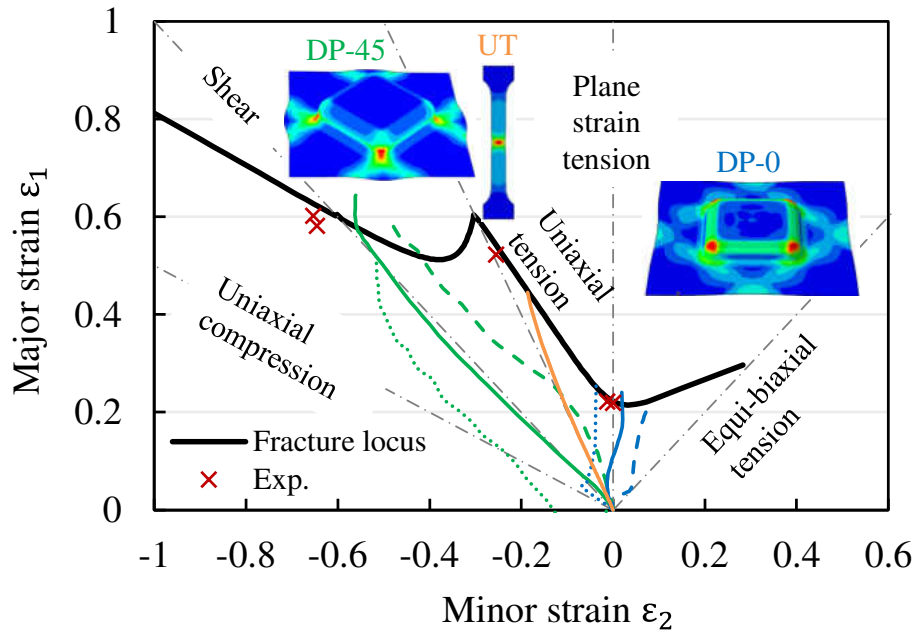 DP-45
UT
Shear
Plane
strain
tension
DP-0
Uniaxial
tension
Uniaxial
compression
Equi-biaxial
tension
Fracture locus
Exp.
1
0.8
0.6
0.4
0.2
0
-1
-0.8
-0.6
-0.4
-0.2
0
0.2
0.4
0.6
Major strain ε1
Minor strain ε2